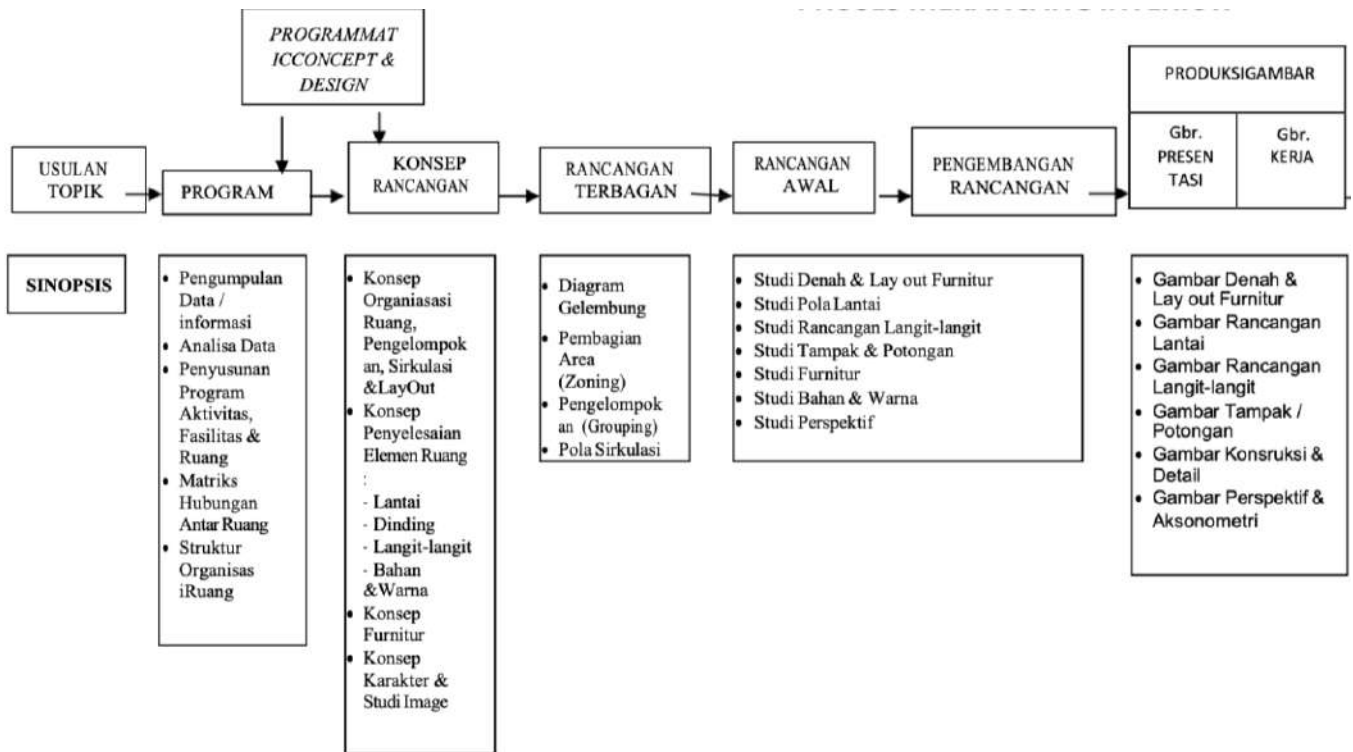 PROGRAMMAT
ICCONCEPT &
DESIGN
PRODUKSIGAMBAR
Gbr.
PRESEN
TASI
Gbr.
KERJA
USULAN
TOPIK
PROGRAM
KONSEP
RANCANGAN
RANCANGAN
TERBAGAN
RANCANGAN
AWAL
PENGEMBANGAN
RANCANGAN
SINOPSIS
• Pengumpulan
Data /
informasi
• Analisa Data
• Penyusunan
Program
Aktivitas,
Fasilitas &
Ruang
• Matriks
Hubungan
Antar Ruang
• Struktur
Organisas
iRuang
• Konsep
Organiasasi
Ruang,
Pengelompok
an, Sirkulasi
&LayOut
• Konsep
Penyelesaian
Elemen Ruang
:
- Lantai
- Dinding
- Langit-langit
- Bahan
&Warna
• Konsep
Furnitur
• Konsep
Karakter &
Studi Image
• Diagram
Gelembung
• Pembagian
Area
(Zoning)
• Pengelompok
an (Grouping)
• Pola Sirkulasi
• Studi Denah & Lay out Furnitur
• Studi Pola Lantai
• Studi Rancangan Langit-langit
• Studi Tampak & Potongan
• Studi Furnitur
• Studi Bahan & Warna
• Studi Perspektif
• Gambar Denah &
Lay out Furnitur
• Gambar Rancangan
Lantai
• Gambar Rancangan
Langit-langit
• Gambar Tampak /
Potongan
• Gambar Konsruksi &
Detail
• Gambar Perspektif &
Aksonometri